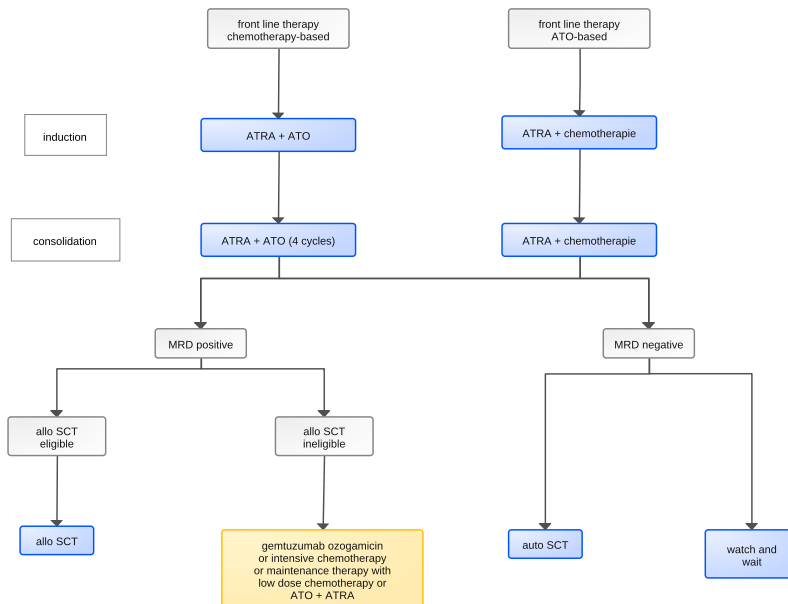 front line therapy
chemotherapy-based
front line therapy
ATO-based
induction
ATRA + ATO
ATRA + chemotherapie
consolidation
ATRA + ATO (4 cycles)
ATRA + chemotherapie
MRD positive
MRD negative
allo SCT
eligible
allo SCT
ineligible
allo SCT
gemtuzumab ozogamicin
or intensive chemotherapy
or maintenance therapy with
low dose chemotherapy or
ATO + ATRA
auto SCT
watch and
wait